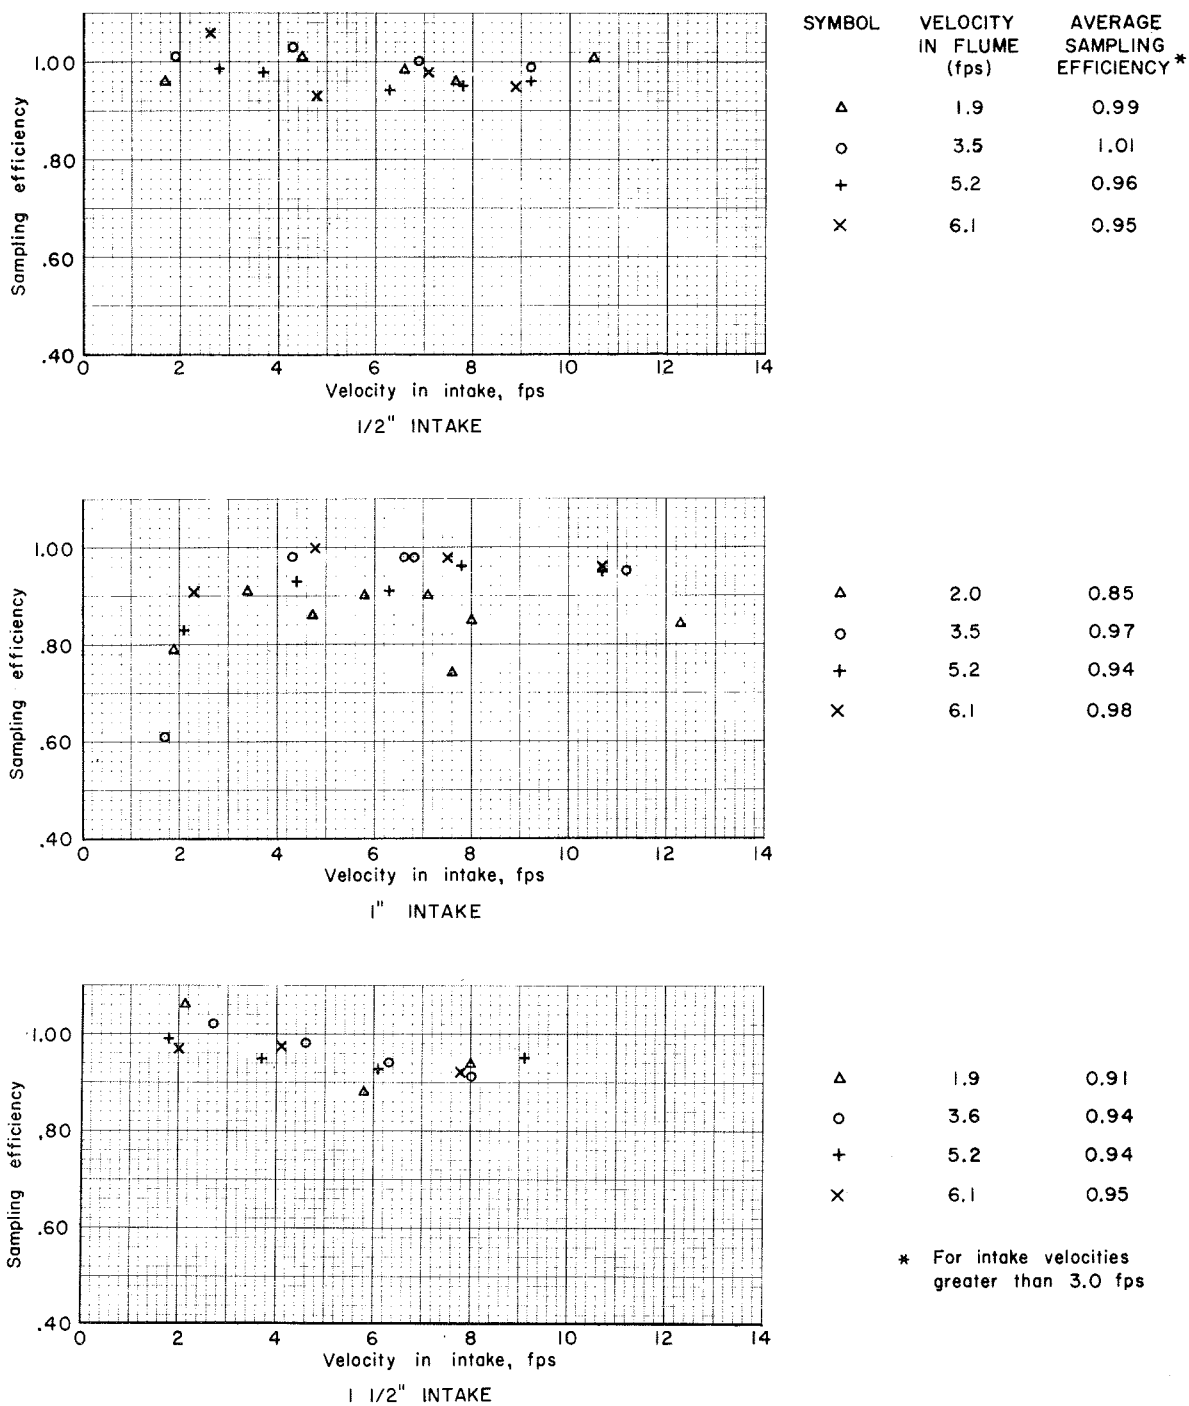 SYMBOL VELOCITY IN FLUME (fps) AVERAGE SAMPLING EFFICIENCY *
△ 1.9 0.99
○ 3.5 1.01
+ 5.2 0.96
× 6.1 0.95
Sampling efficiency
1.00
.80
.60
.40
0 2 4 6 8 10 12 14
Velocity in intake, fps
1/2" INTAKE
Sampling efficiency
1.00
.80
.60
.40
0 2 4 6 8 10 12 14
Velocity in intake, fps
1" INTAKE
△ 2.0 0.85
○ 3.5 0.97
+ 5.2 0.94
× 6.1 0.98
Sampling efficiency
1.00
.80
.60
.40
0 2 4 6 8 10 12 14
Velocity in intake, fps
1 1/2" INTAKE
△ 1.9 0.91
○ 3.6 0.94
+ 5.2 0.94
× 6.1 0.95
* For intake velocities
greater than 3.0 fps